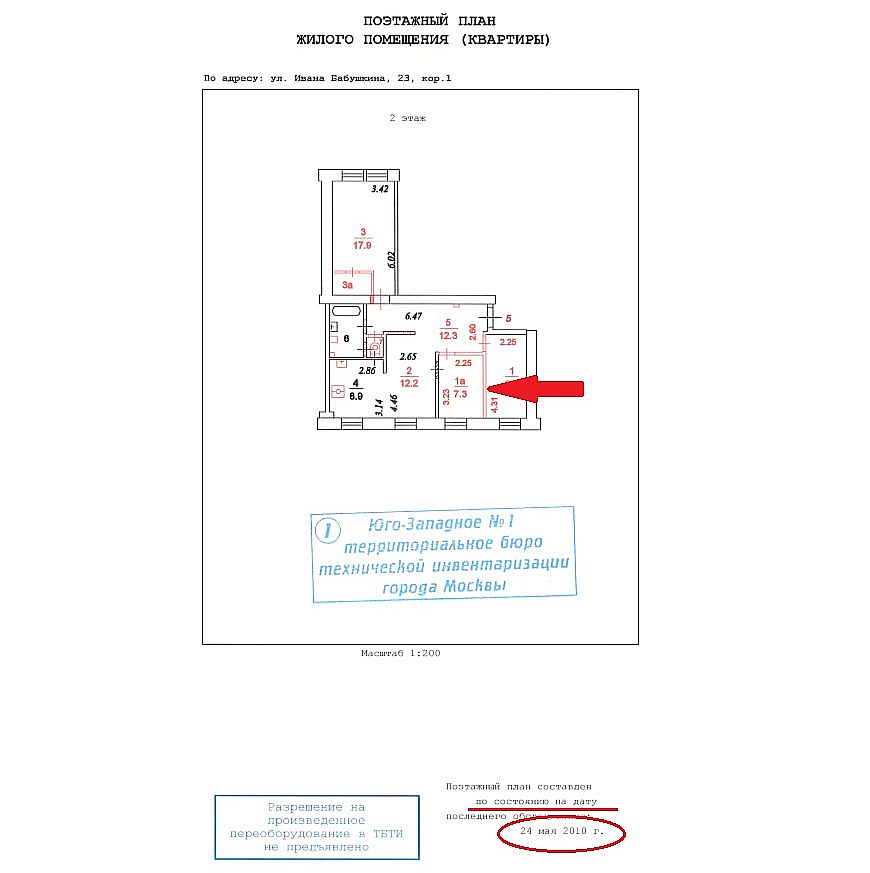 ПОЭТАЖНЫЙ ПЛАН
ЖИЛОГО ПОМЕЩЕНИЯ (КВАРТИРЫ)
По адресу: ул. Ивана Бабушкина, 23, кор.1
2 этаж
3.42
3
17.9
6.02
3а
6.47
5
5
12.3
2.60
6
2.25
2.86
2.65
2.25
4
8.9
2
12.2
1а
7.3
1
3.14
4.46
3.23
4.31
1
Юго-Западное №1
территориальное бюро
технической инвентаризации
города Москвы
Масштаб 1:200
Поэтажный план составлен
по состоянию на дату
последнего
24 мая 2010 г.
Разрешение на
произведенное
переоборудование в ТБТИ
не предъявлено